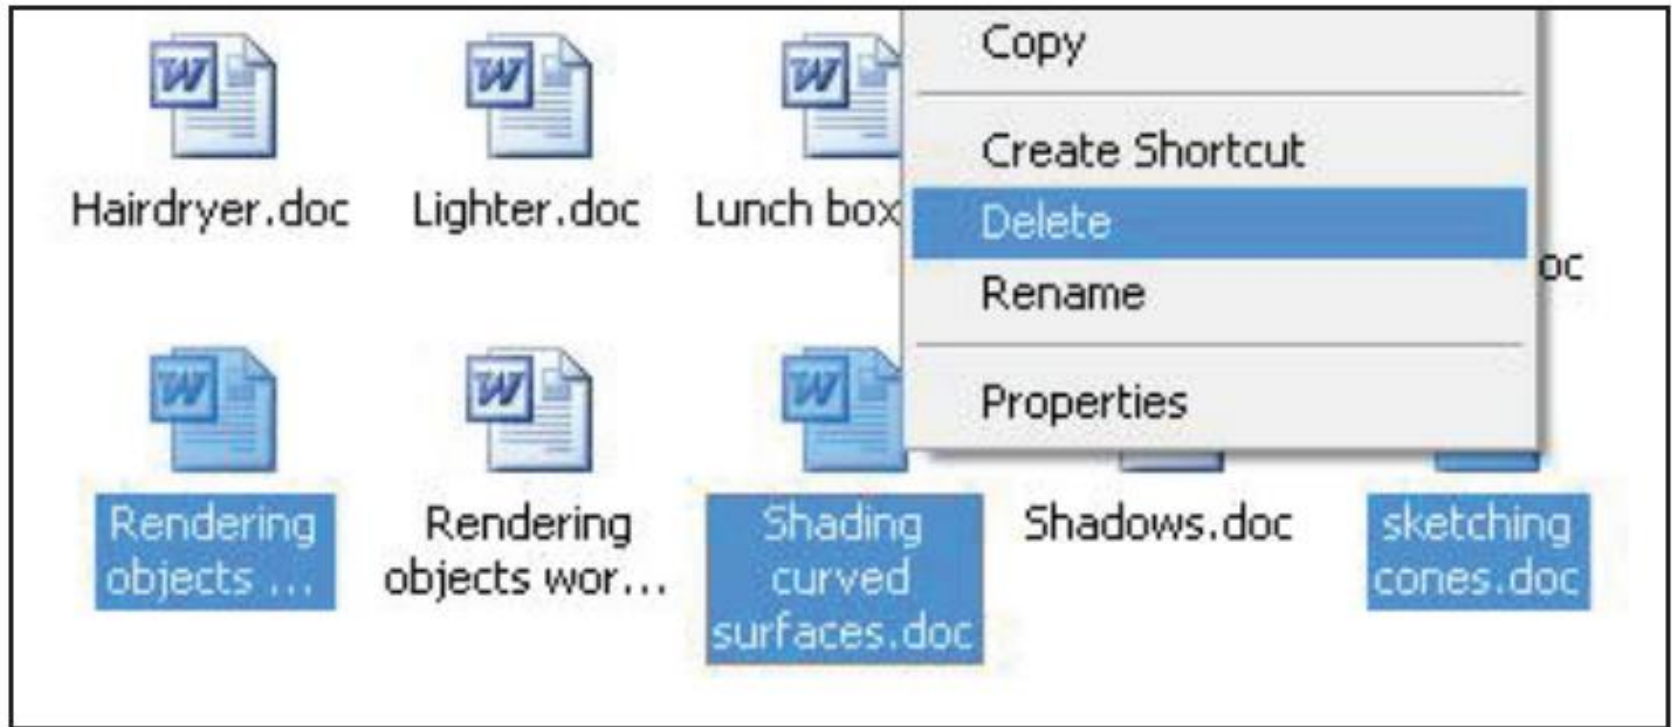 Copy
Create Shortcut
Delete
Rename
Properties
Hairdryer.doc
Lighter.doc
Lunch box
oc
Rendering
objects ...
Rendering
objects wor...
Shading
curved
surfaces.doc
Shadows.doc
sketching
cones.doc